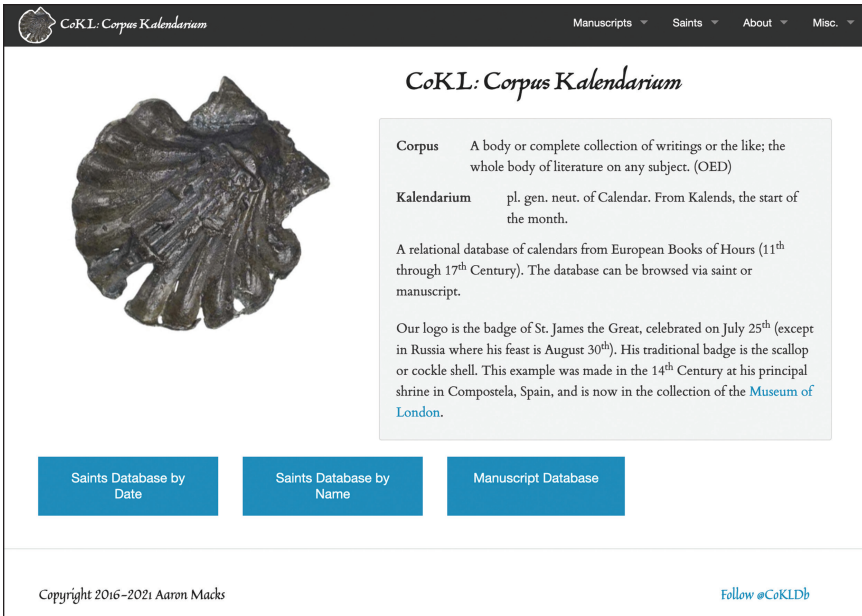 CoKL: Corpus Kalendarium
Manuscripts
Saints
About
Misc.
CoKL: Corpus Kalendarium
Corpus A body or complete collection of writings or the like; the
whole body of literature on any subject. (OED)
Kalendarium pl. gen. neut. of Calendar. From Kalends, the start of
the month.
A relational database of calendars from European Books of Hours (11th
through 17th Century). The database can be browsed via saint or
manuscript.
Our logo is the badge of St. James the Great, celebrated on July 25th (except
in Russia where his feast is August 30th). His traditional badge is the scallop
or cockle shell. This example was made in the 14th Century at his principal
shrine in Compostela, Spain, and is now in the collection of the Museum of
London.
Saints Database by
Date
Saints Database by
Name
Manuscript Database
Copyright 2016-2021 Aaron Macks
Follow @CoKLDb